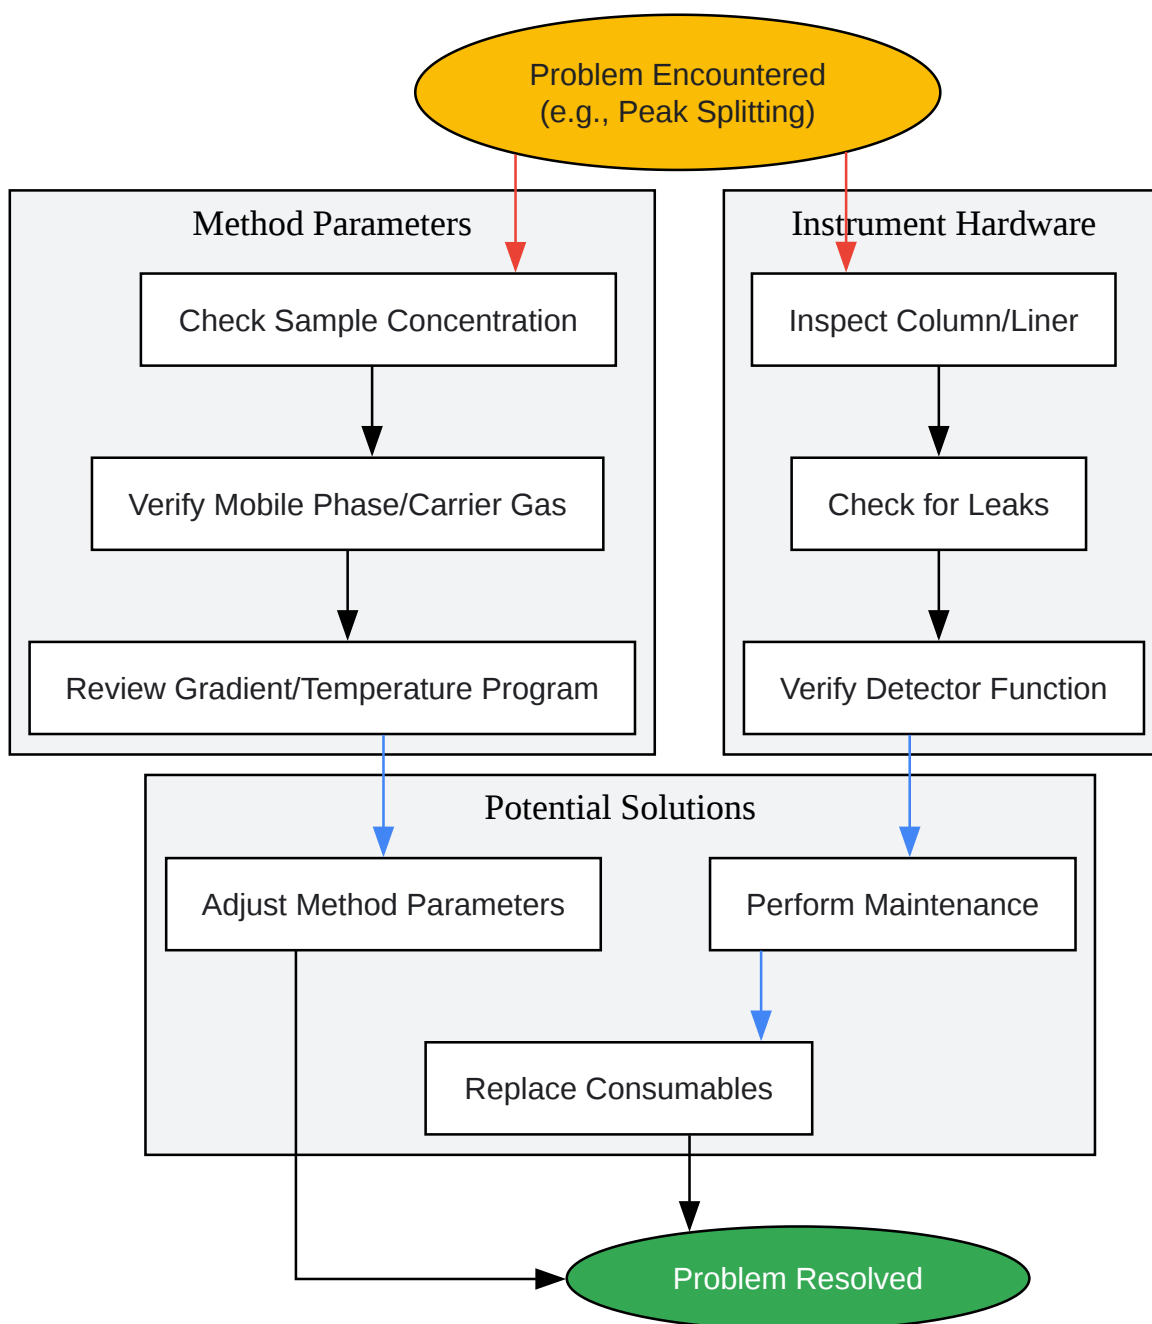 Problem Encountered
(e.g., Peak Splitting)
Method Parameters
Check Sample Concentration
Verify Mobile Phase/Carrier Gas
Review Gradient/Temperature Program
Instrument Hardware
Inspect Column/Liner
Check for Leaks
Verify Detector Function
Potential Solutions
Adjust Method Parameters
Perform Maintenance
Replace Consumables
Problem Resolved